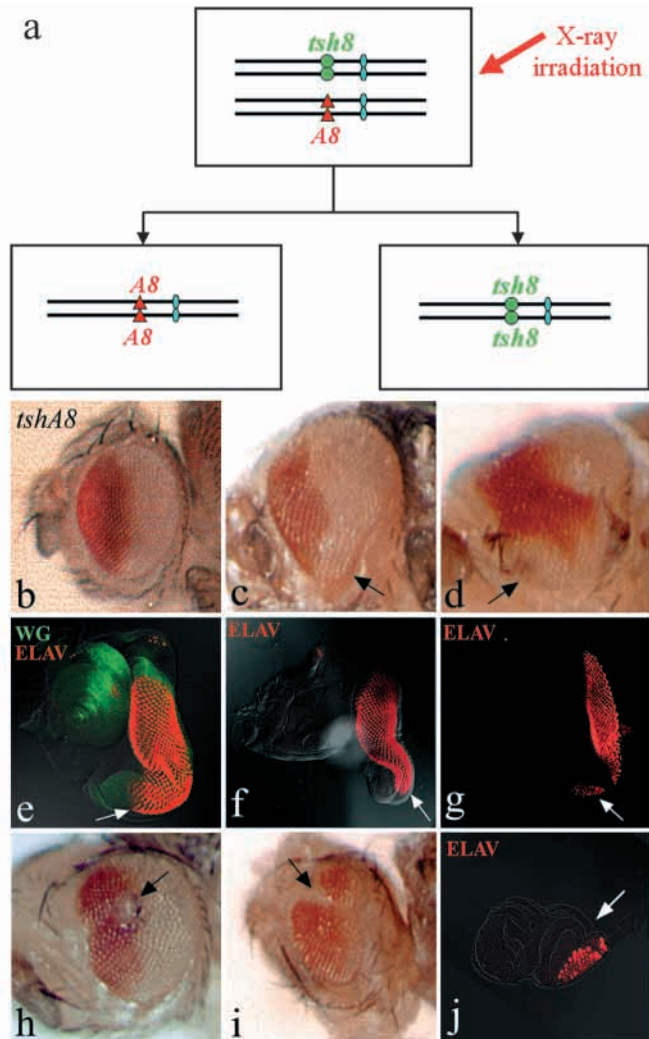 a
tsh8
X-ray
irradiation
A8
A8
A8
tsh8
tsh8
tshA8
b
c
d
WG
ELAV
e
ELAV
f
ELAV
g
h
i
ELAV
j